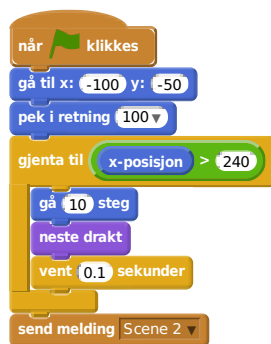 når klikkes
gå til x: -100 y: -50
pek i retning 100
gjenta til x-posisjon > 240
gå 10 steg
neste drakt
vent 0.1 sekunder
send melding Scene 2